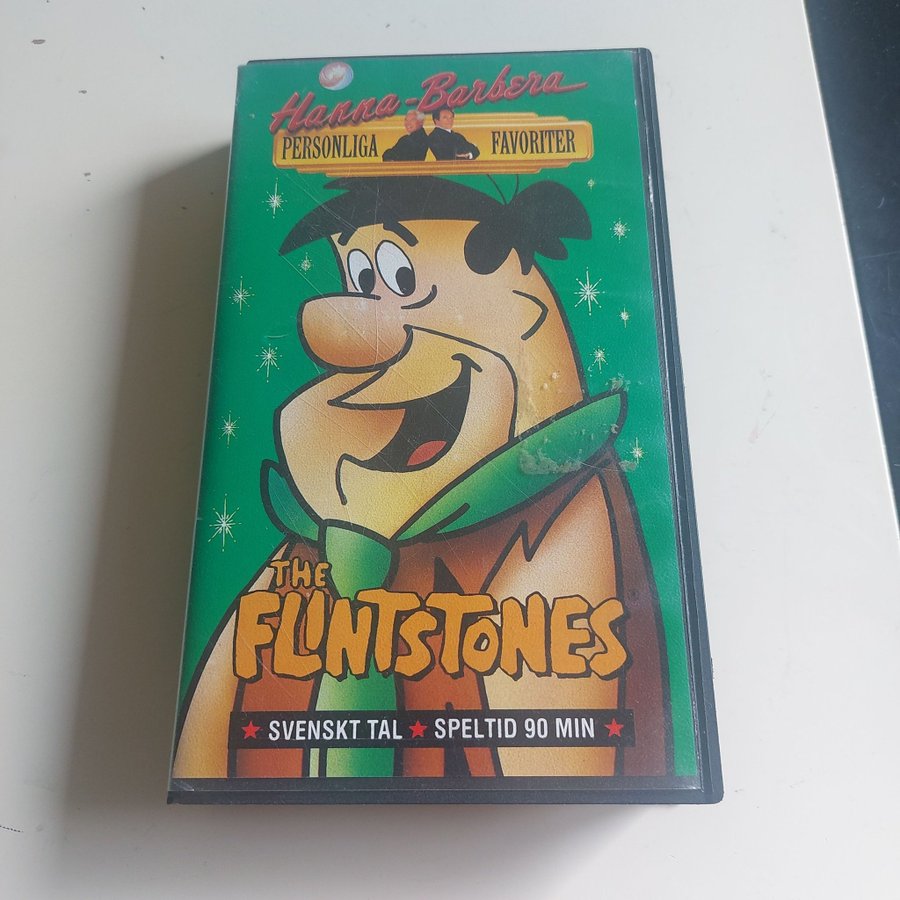 Hanna-Barbera
PERSONLIGA FAVORITER
THE
FLINTSTONES
SVENSKT TAL SPELTID 90 MIN